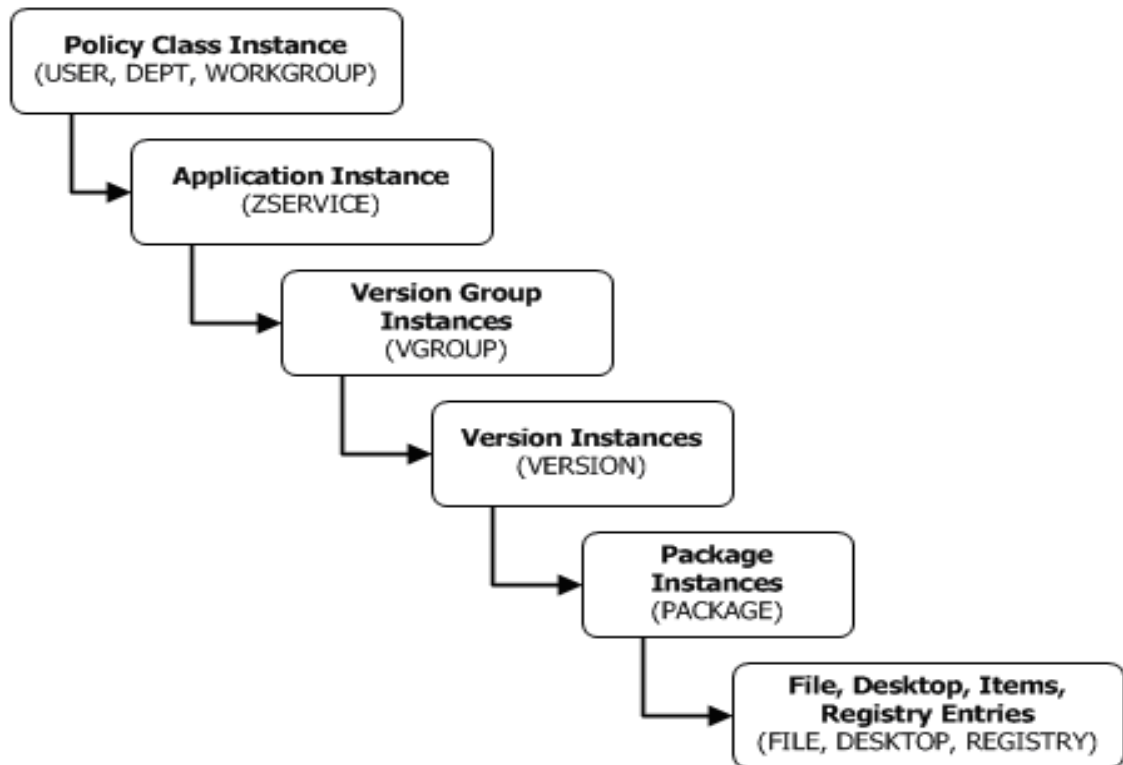 Policy Class Instance
(USER, DEPT, WORKGROUP)
Application Instance
(ZSERVICE)
Version Group
Instances
(VGROUP)
Version Instances
(VERSION)
Package
Instances
(PACKAGE)
File, Desktop, Items,
Registry Entries
(FILE, DESKTOP, REGISTRY)